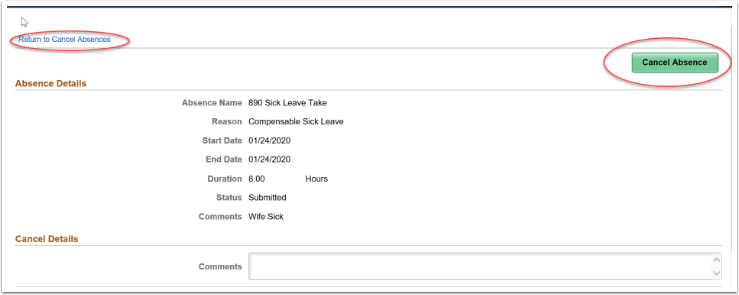 Return to Cancel Absences
Cancel Absence
Absence Details
Absence Name 890 Sick Leave Take
Reason Compensable Sick Leave
Start Date 01/24/2020
End Date 01/24/2020
Duration 8.00 Hours
Status Submitted
Comments Wife Sick
Cancel Details
Comments